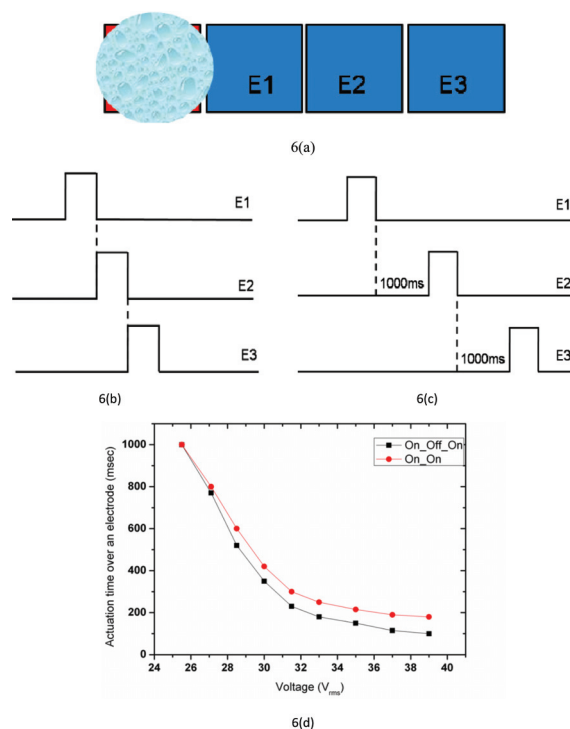 E1 E2 E3
6(a)
E1
E2
E3
6(b)
E1
1000ms
E2
1000ms
E3
6(c)
On_Off_On
On_On
Actuation time over an electrode (msec)
1000
800
600
400
200
0
24 26 28 30 32 34 36 38 40
Voltage (Vrms)
6(d)